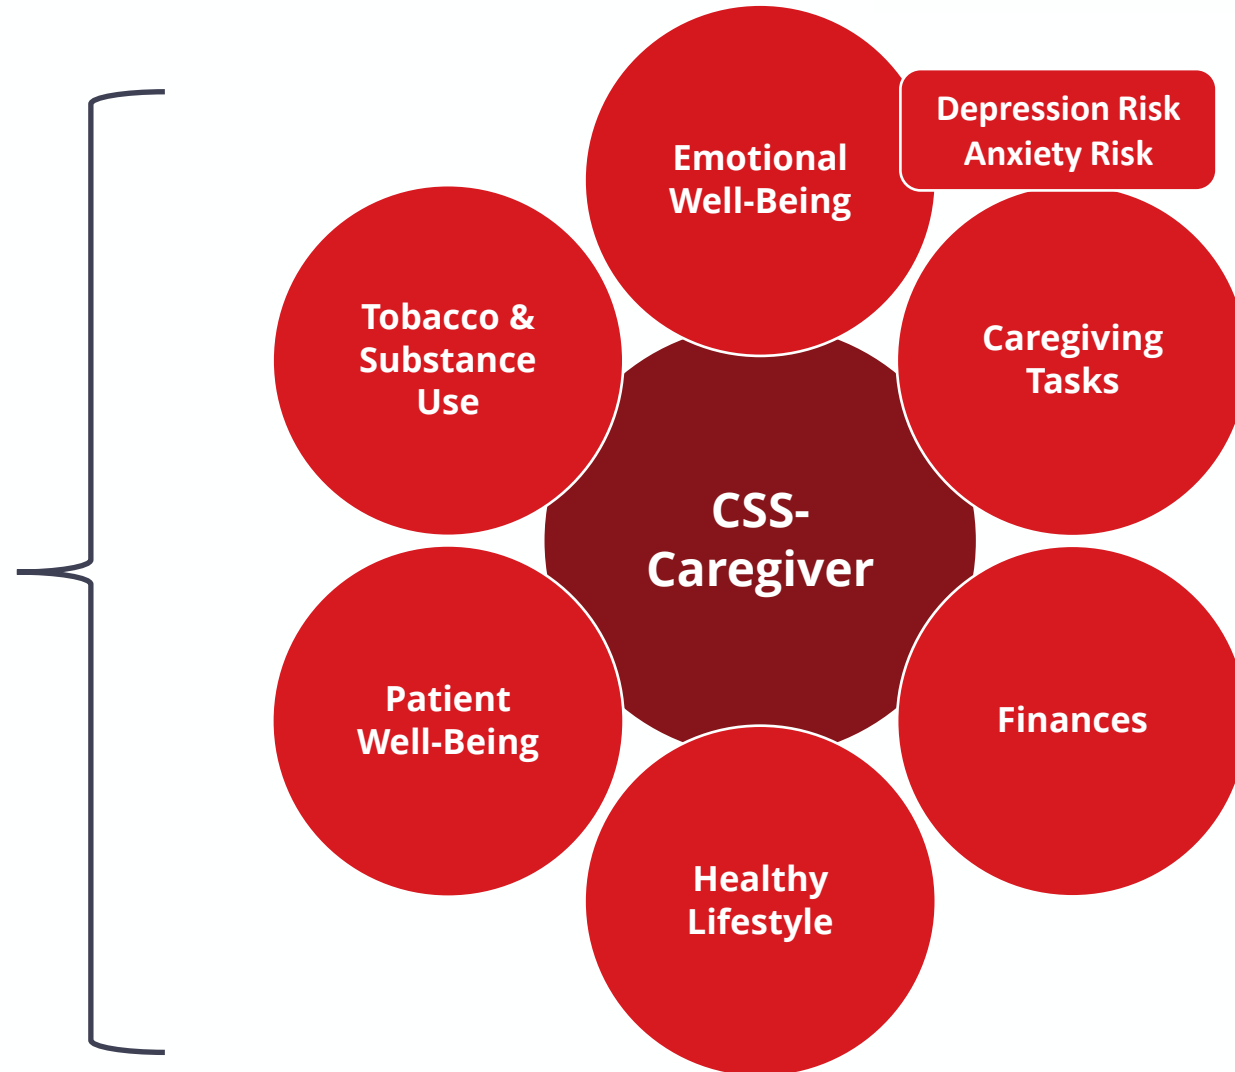 Emotional
Well-Being
Depression Risk
Anxiety Risk
Caregiving
Tasks
Finances
Healthy
Lifestyle
Patient
Well-Being
Tobacco &
Substance
Use
CSS-
Caregiver